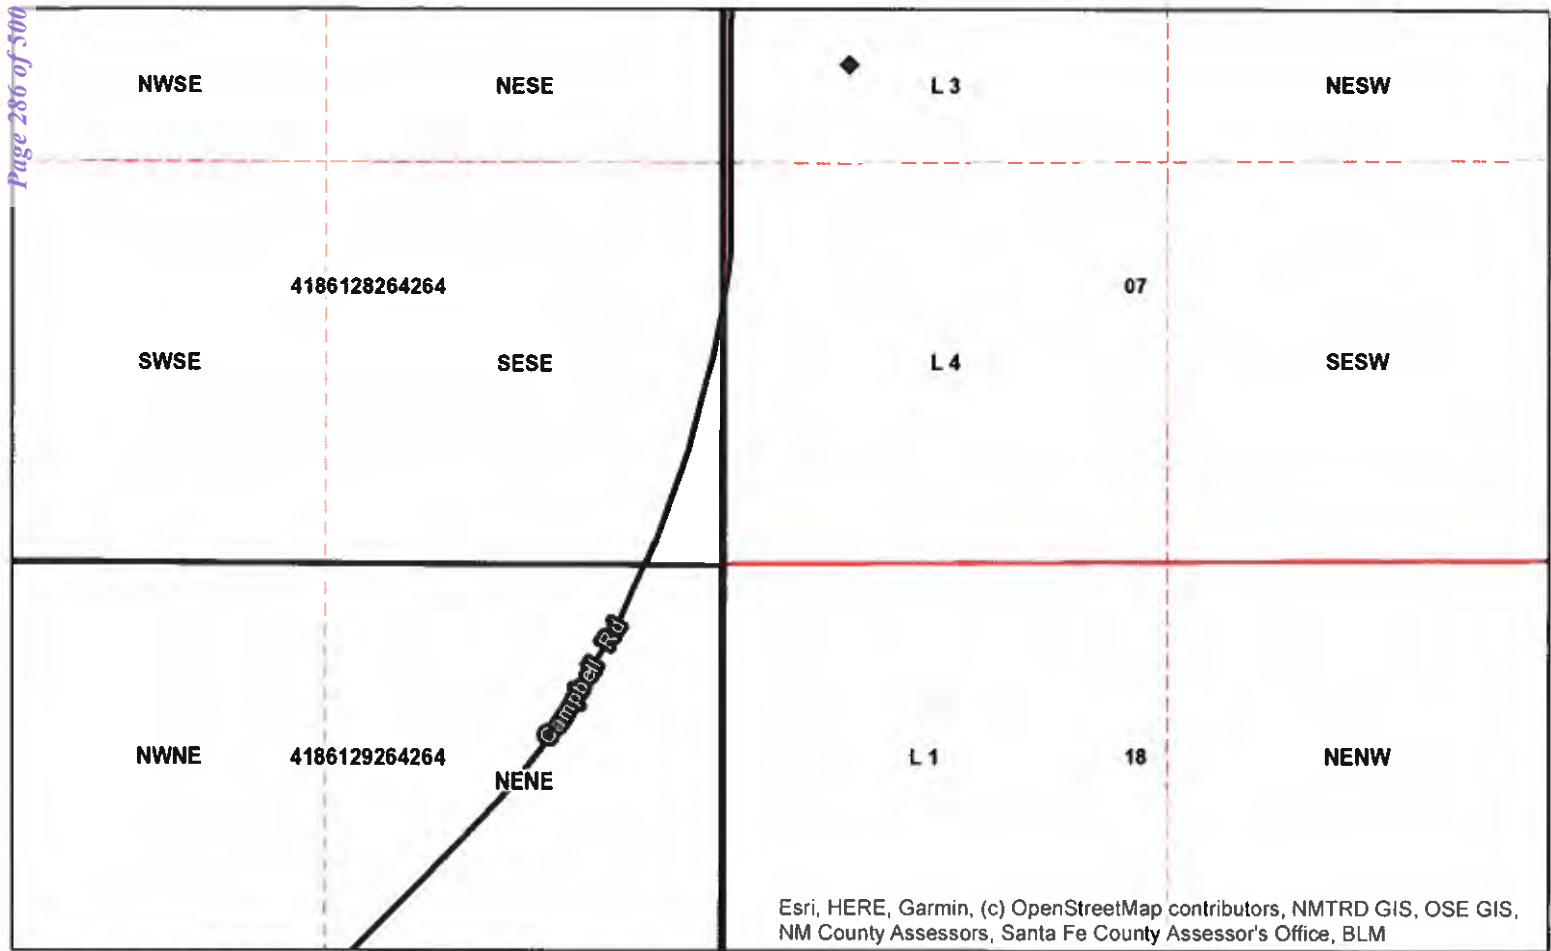 Page 286 of 500
NWSE
NESE
L 3
NESW
4186128264264
07
SWSE
SESE
L 4
SESW
Campbell Rd
NWNE
4186129264264
NENE
L 1
18
NENW
Esri, HERE, Garmin, (c) OpenStreetMap contributors, NMTRD GIS, OSE GIS,
NM County Assessors, Santa Fe County Assessor's Office, BLM